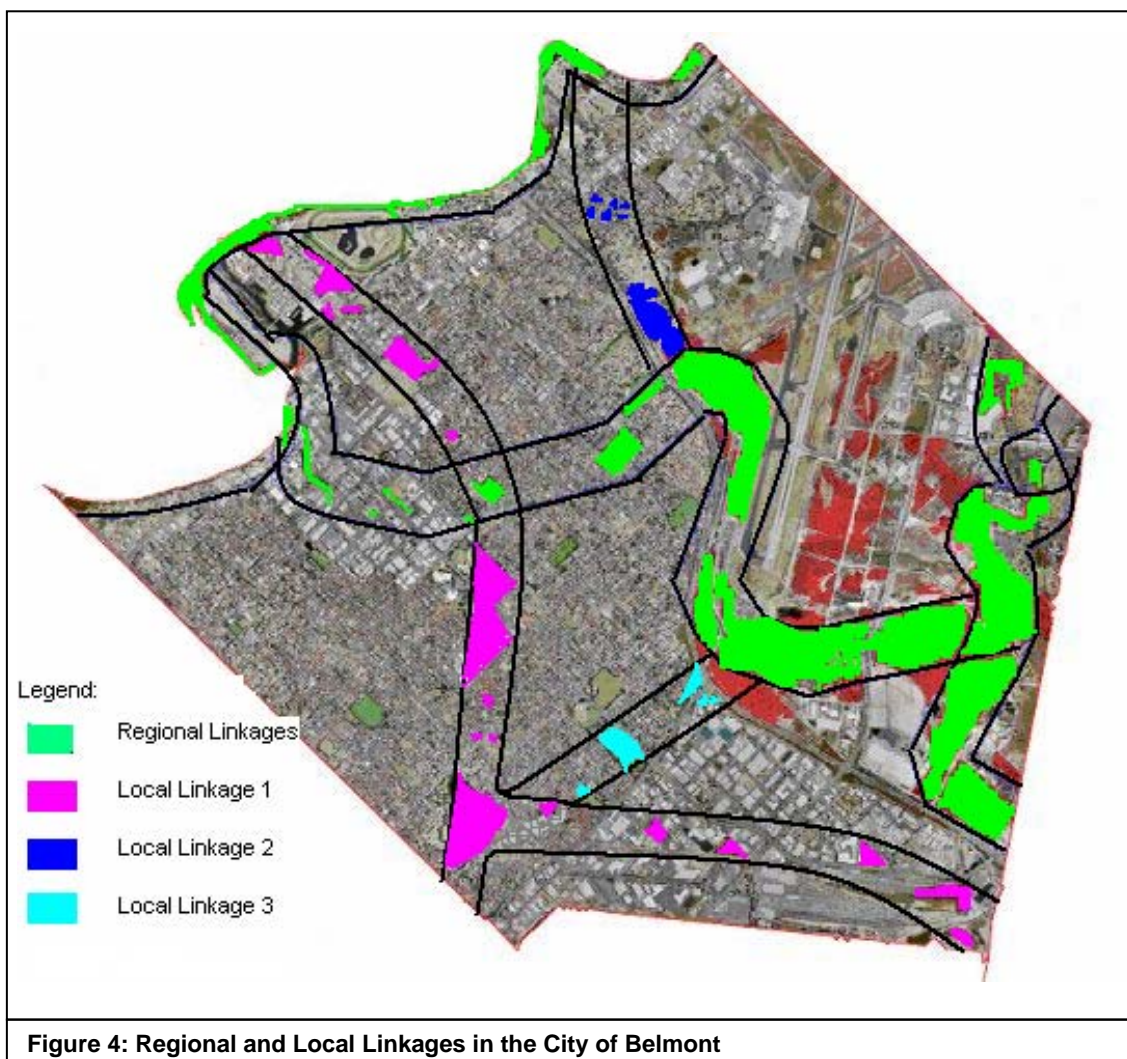 Legend:
Regional Linkages
Local Linkage 1
Local Linkage 2
Local Linkage 3
Figure 4: Regional and Local Linkages in the City of Belmont